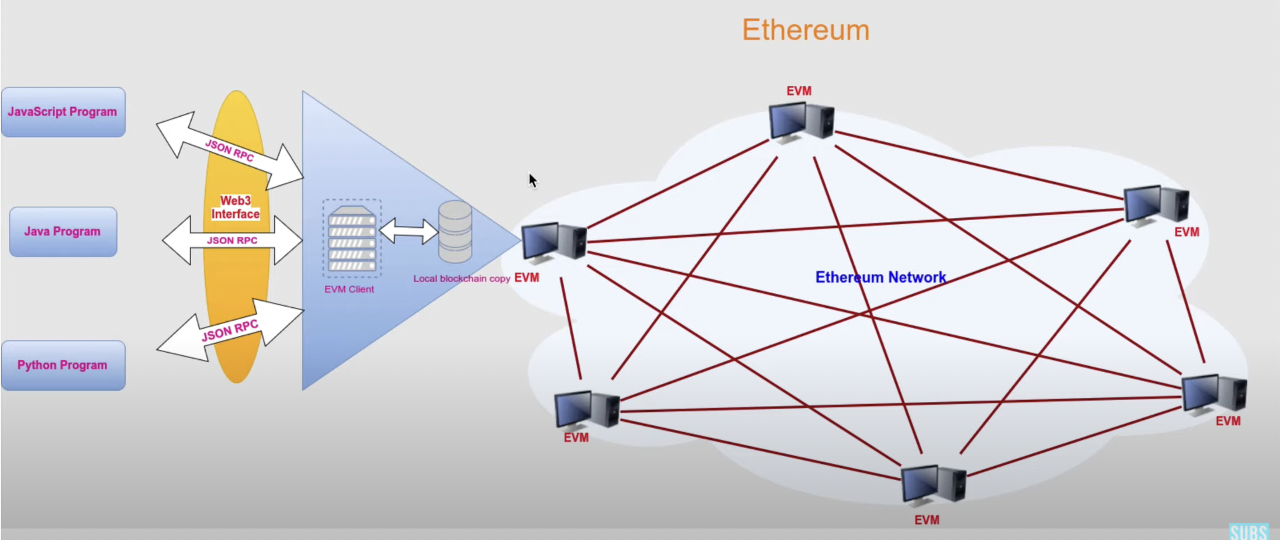 Ethereum
JavaScript Program
Java Program
Python Program
JSON RPC
Web3
Interface
JSON RPC
JSON RPC
EVM Client
Local blockchain copy
EVM
EVM
EVM
Ethereum Network
EVM
EVM
EVM
SUBS